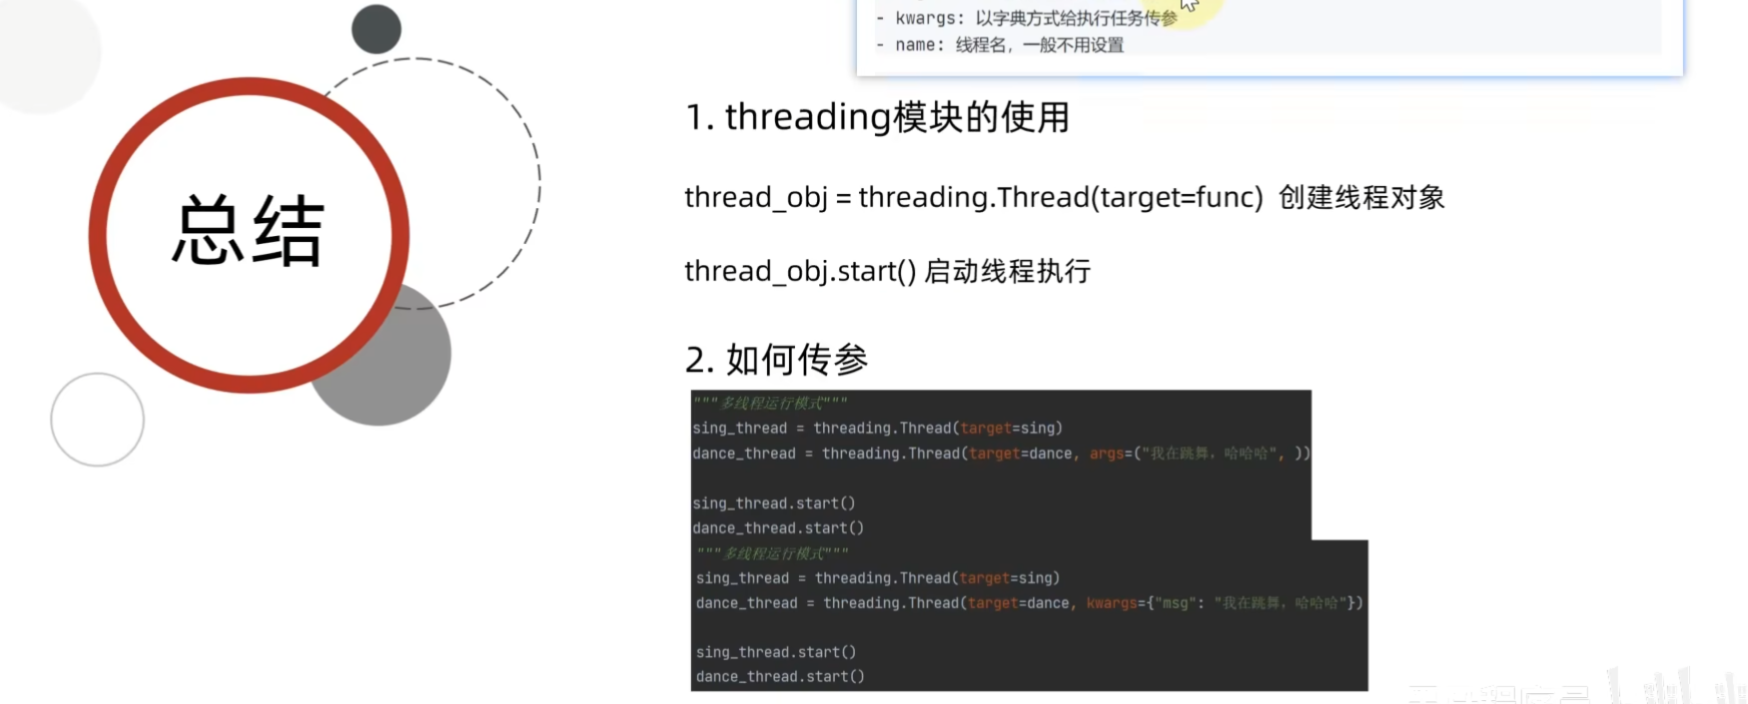 - kwargs: 以字典方式给执行任务传参
- name: 线程名，一般不用设置
总结
1. threading模块的使用
thread_obj = threading.Thread(target=func) 创建线程对象
thread_obj.start() 启动线程执行
2. 如何传参
"""多线程运行模式"""
sing_thread = threading.Thread(target=sing)
dance_thread = threading.Thread(target=dance, args=("我在跳舞，哈哈哈", ))
sing_thread.start()
dance_thread.start()
"""多线程运行模式"""
sing_thread = threading.Thread(target=sing)
dance_thread = threading.Thread(target=dance, kwargs={"msg": "我在跳舞，哈哈哈"})
sing_thread.start()
dance_thread.start()